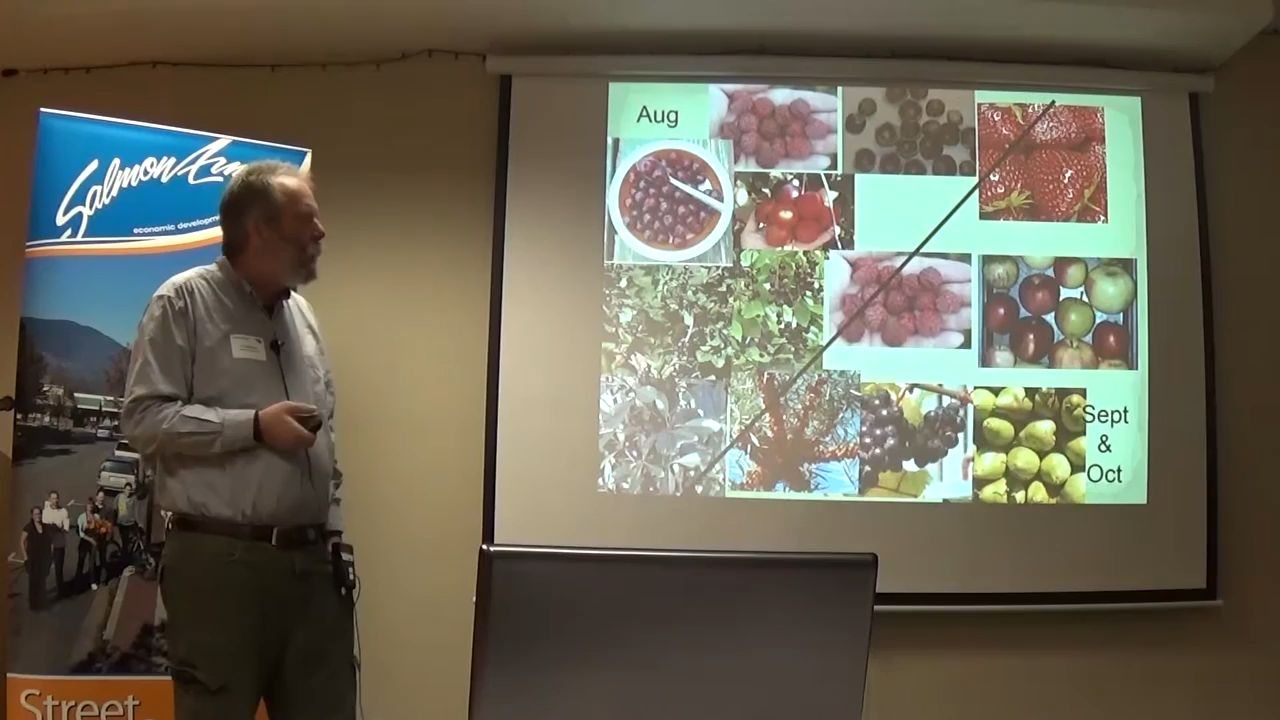 Salmon Arm
economic development
Street
Aug
Sept
&
Oct